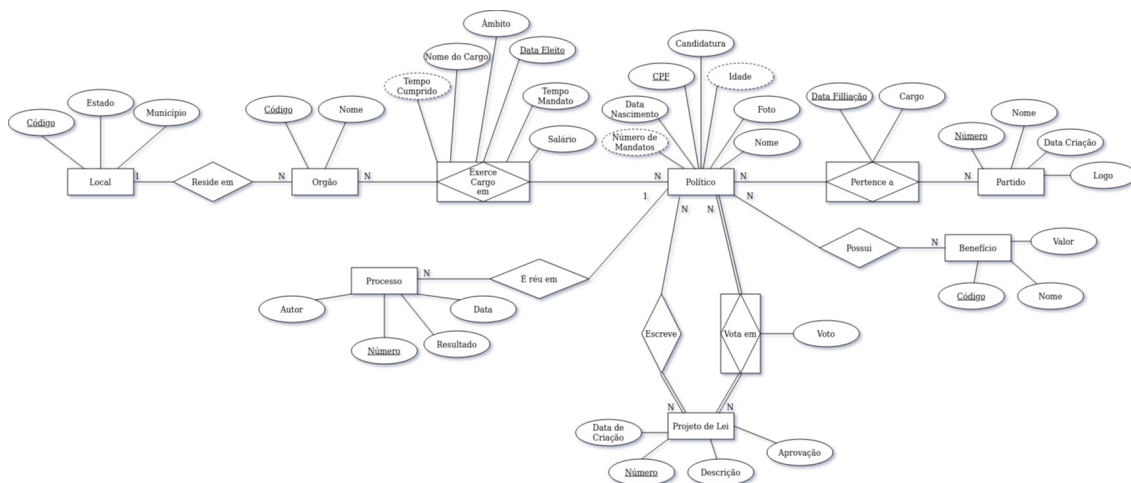 Âmbito
Nome do Cargo
Data Eleito
Tempo
Cumprido
Tempo
Mandato
Salário
Exerce
Cargo
em
Candidatura
CPF
Idade
Data
Nascimento
Foto
Número de
Mandatos
Nome
Político
Estado
Código
Município
Local
1
Reside em
N
Código
Nome
Orgão
N
N
N
Data Filliação
Cargo
Pertence a
N
Nome
Número
Data Criação
Logo
Partido
1
N
N
N
É réu em
N
Processo
Autor
Data
Número
Resultado
Possui
N
Benefício
Valor
Código
Nome
Escreve
Vota em
Voto
N
N
Projeto de Lei
Data de
Criação
Número
Descrição
Aprovação